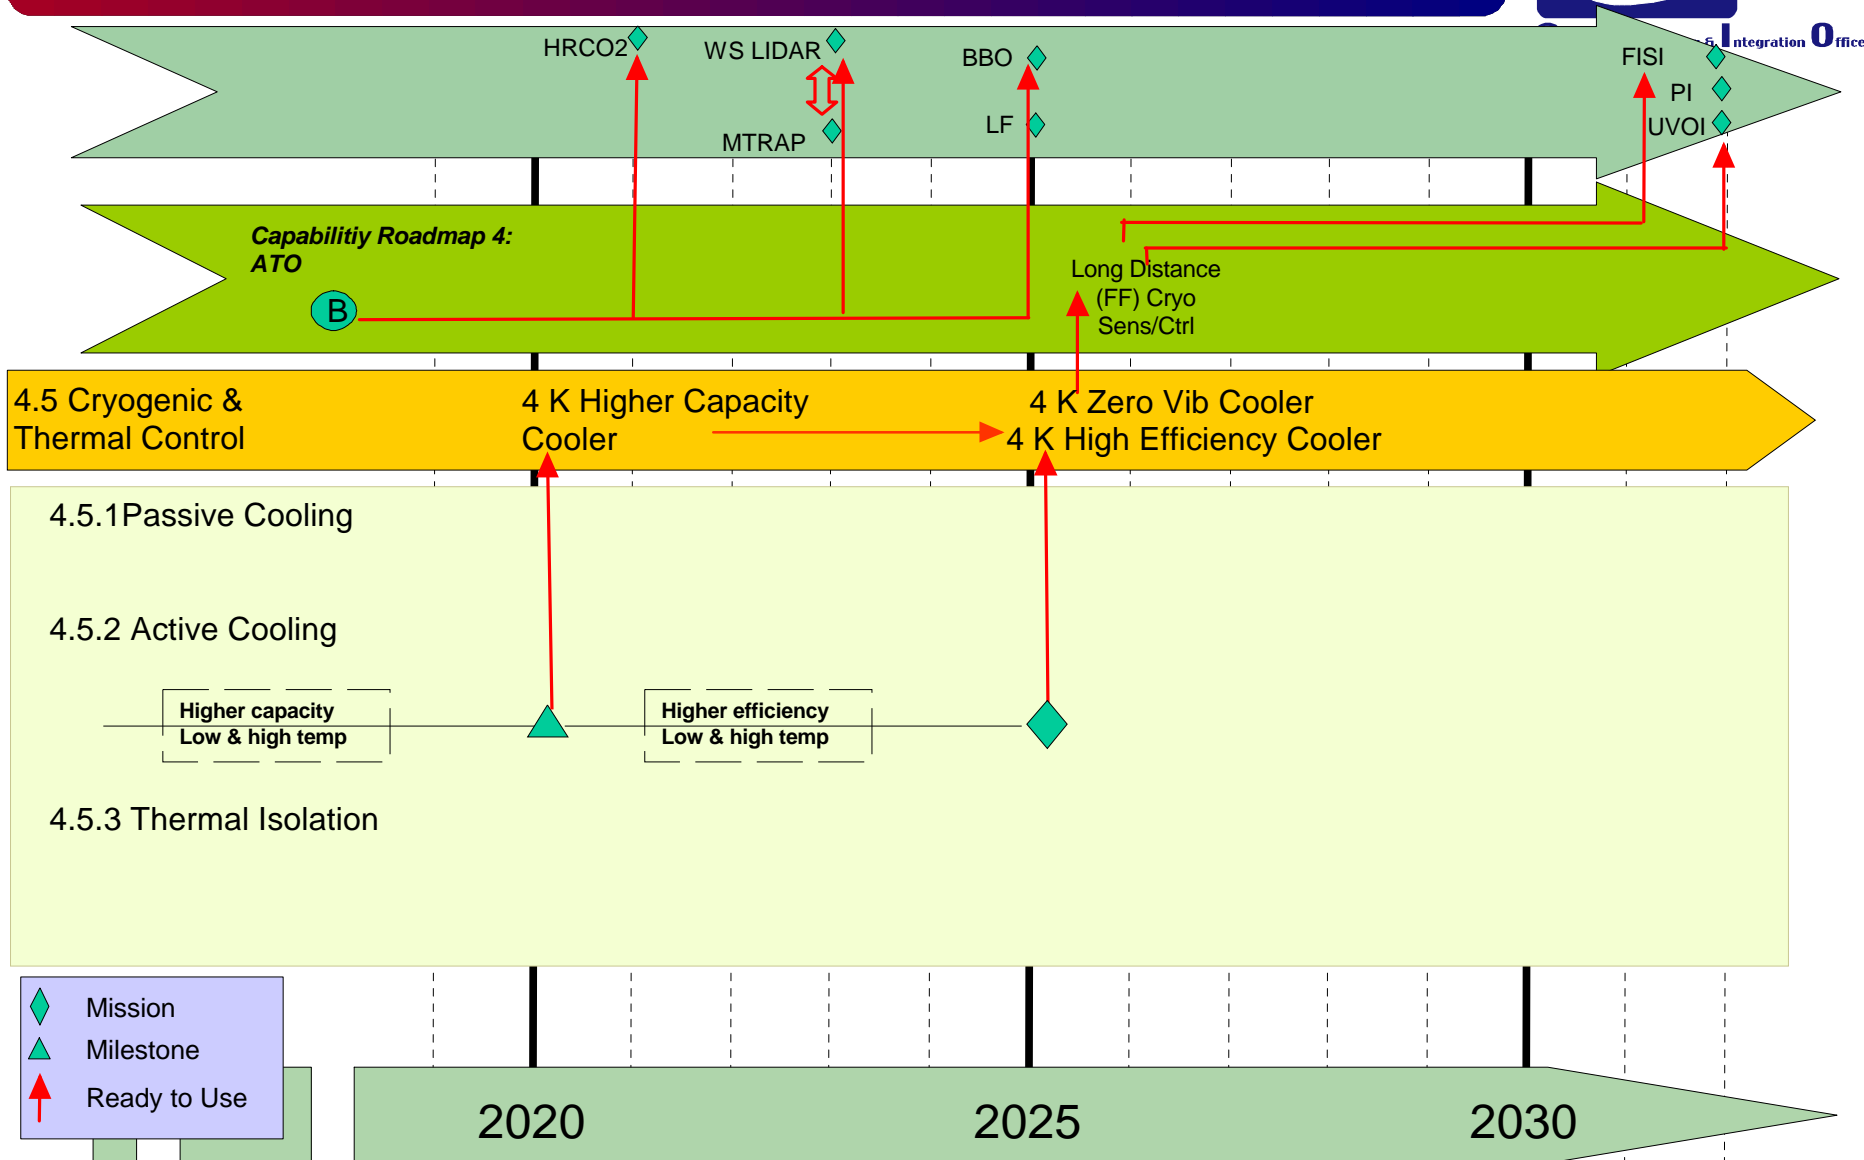 HRCO2
WS LIDAR
BBO
FISI
& Integration Office
PI
MTRAP
LF
UVOI
Capabilitiy Roadmap 4:
ATO
B
Long Distance
(FF) Cryo
Sens/Ctrl
4.5 Cryogenic &
Thermal Control
4 K Higher Capacity
Cooler
4 K Zero Vib Cooler
4 K High Efficiency Cooler
4.5.1Passive Cooling
4.5.2 Active Cooling
Higher capacity
Low & high temp
Higher efficiency
Low & high temp
4.5.3 Thermal Isolation
Mission
Milestone
Ready to Use
2020
2025
2030